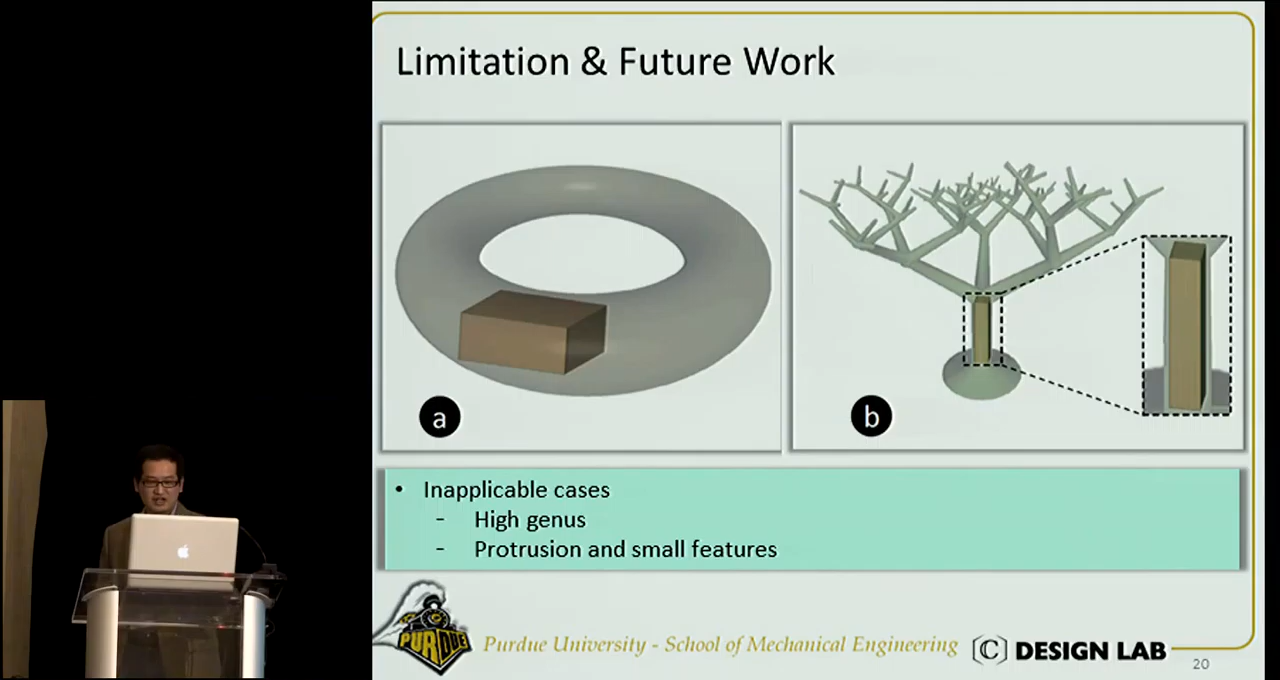 Limitation & Future Work
a
b
• Inapplicable cases
- High genus
- Protrusion and small features
PURDUE
Purdue University - School of Mechanical Engineering
C DESIGN LAB
20